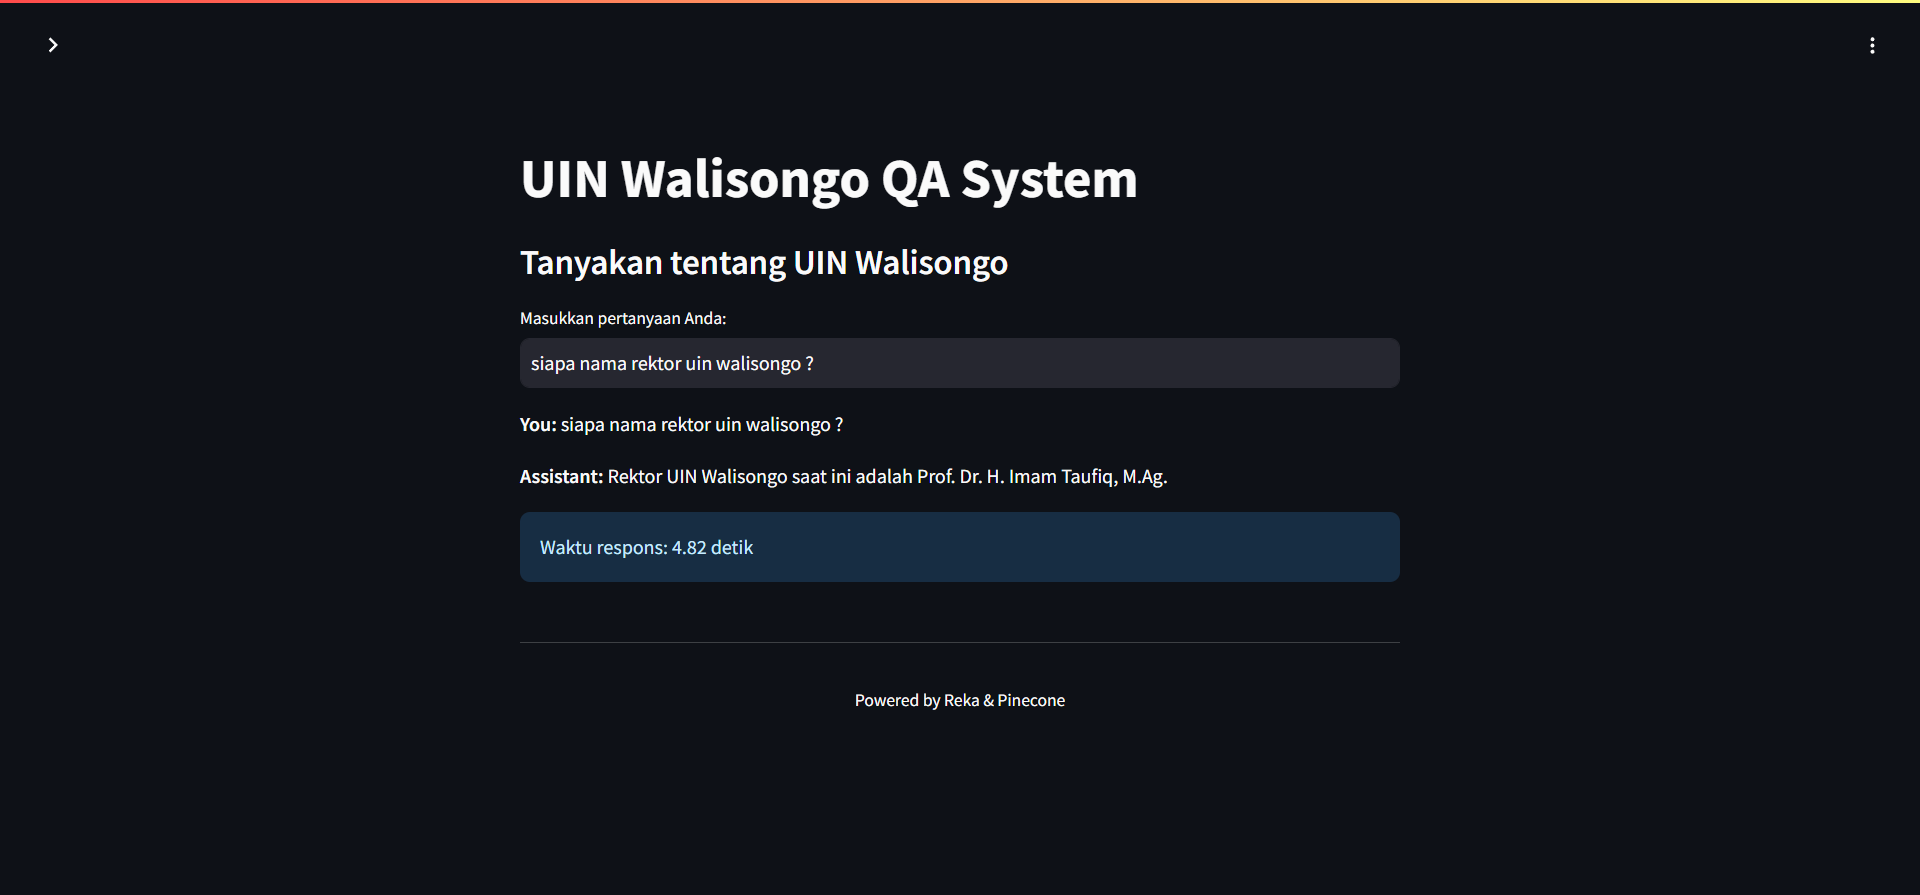 UIN Walisongo QA System
Tanyakan tentang UIN Walisongo
Masukkan pertanyaan Anda:
siapa nama rektor uin walisongo ?
You: siapa nama rektor uin walisongo ?
Assistant: Rektor UIN Walisongo saat ini adalah Prof. Dr. H. Imam Taufiq, M.Ag.
Waktu respons: 4.82 detik
Powered by Reka & Pinecone